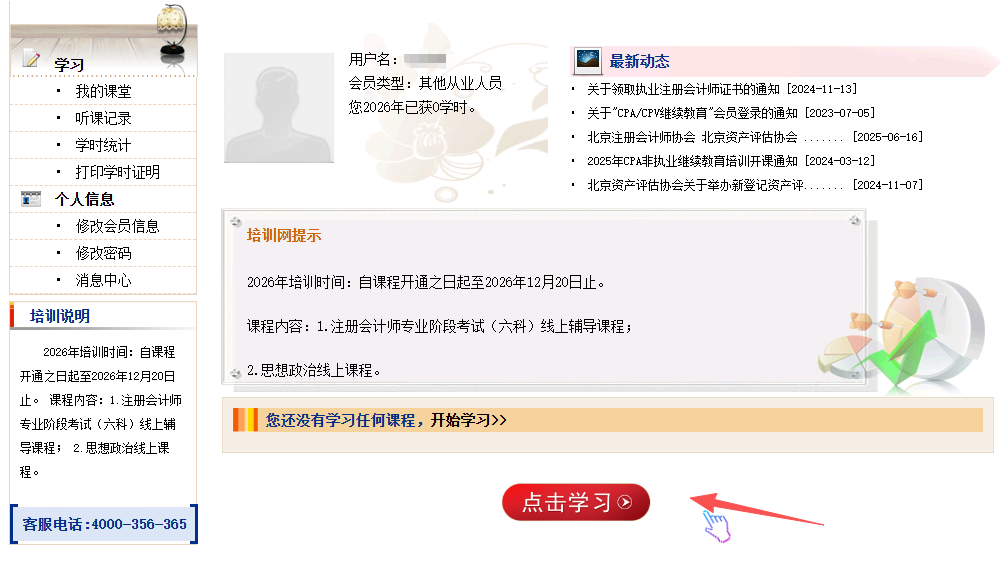 学习
· 我的课堂
· 听课记录
· 学时统计
· 打印学时证明
个人信息
· 修改会员信息
· 修改密码
· 消息中心
培训说明
2026年培训时间：自课程
开通之日起至2026年12月20日
止。 课程内容：1.注册会计师
专业阶段考试（六科）线上辅
导课程； 2.思想政治线上课
程。
客服电话:4000-356-365
用户名：
会员类型：其他从业人员
您2026年已获0学时。
最新动态
· 关于领取执业注册会计师证书的通知 [2024-11-13]
· 关于"CPA/CPV继续教育"会员登录的通知 [2023-07-05]
· 北京注册会计师协会 北京资产评估协会 ....... [2025-06-16]
· 2025年CPA非执业继续教育培训开课通知 [2024-03-12]
· 北京资产评估协会关于举办新登记资产评....... [2024-11-07]
培训网提示
2026年培训时间：自课程开通之日起至2026年12月20日止。
课程内容：1.注册会计师专业阶段考试（六科）线上辅导课程；
2.思想政治线上课程。
您还没有学习任何课程，开始学习>>
点击学习